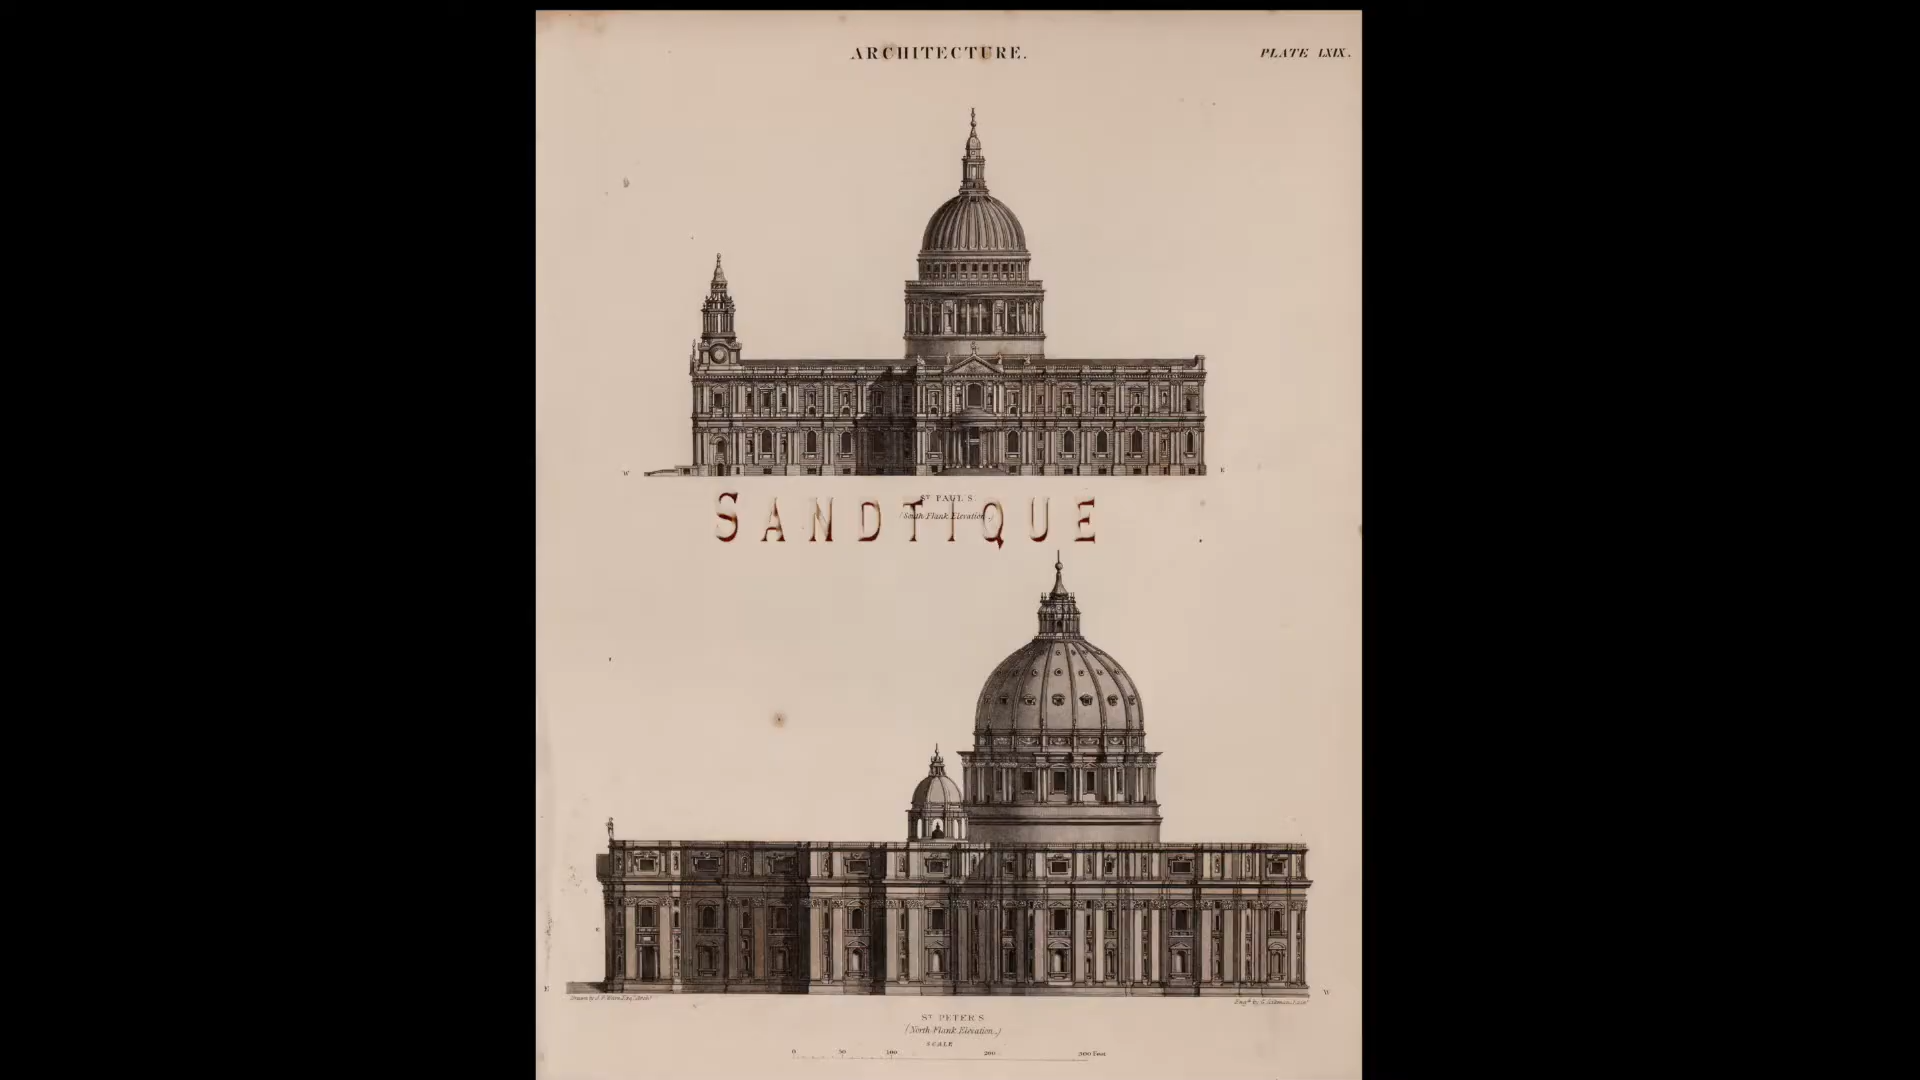 ARCHITECTURE.
PLATE LXIX.
W
E
ST PAUL'S
(South Flank Elevation.)
SANDTIQUE
E
W
ST PETERS
(North Flank Elevation.)
SCALE
0 50 100 200 300 Feet